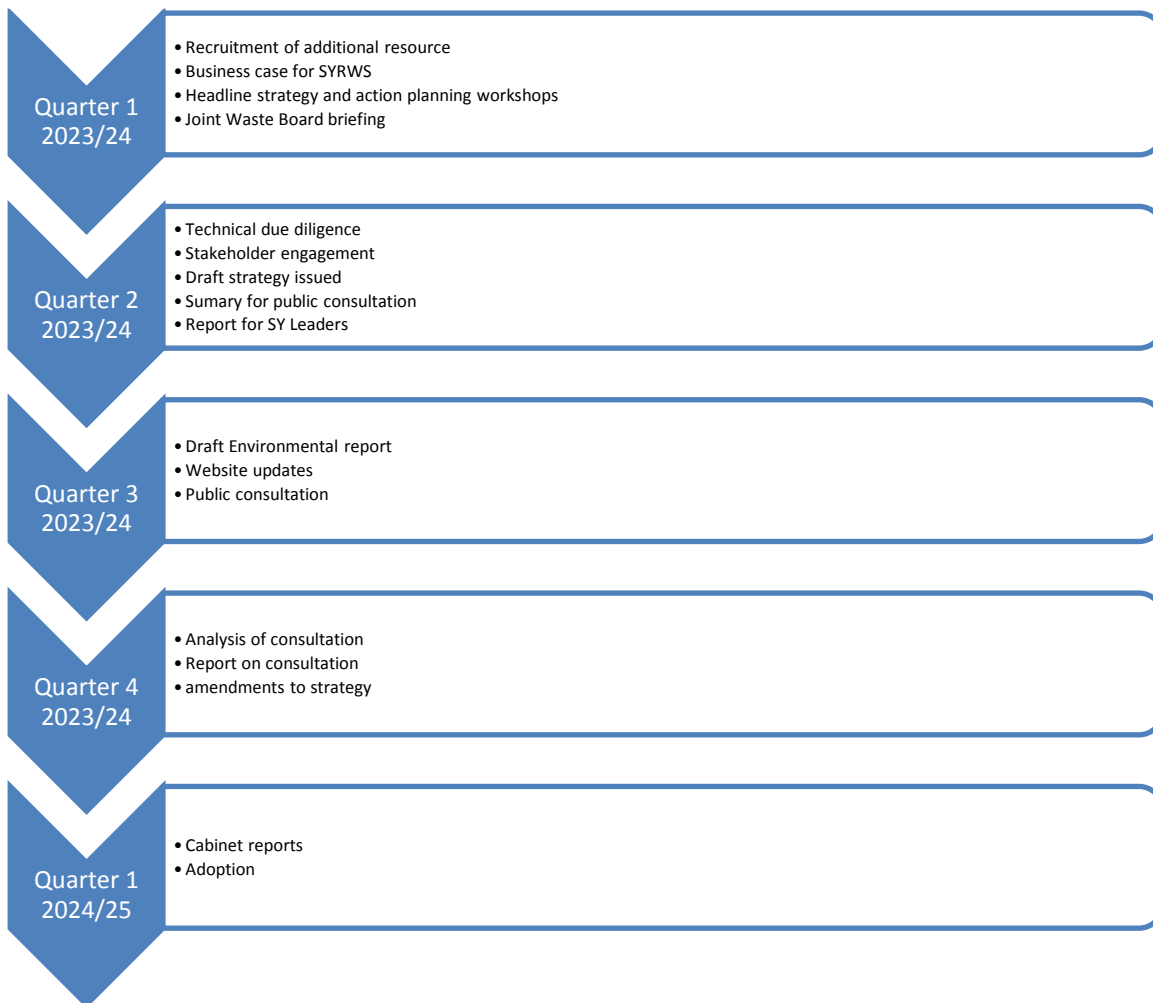 Quarter 1
2023/24
• Recruitment of additional resource
• Business case for SYRWS
• Headline strategy and action planning workshops
• Joint Waste Board briefing
Quarter 2
2023/24
• Technical due diligence
• Stakeholder engagement
• Draft strategy issued
• Sumary for public consultation
• Report for SY Leaders
Quarter 3
2023/24
• Draft Environmental report
• Website updates
• Public consultation
Quarter 4
2023/24
• Analysis of consultation
• Report on consultation
• amendments to strategy
Quarter 1
2024/25
• Cabinet reports
• Adoption